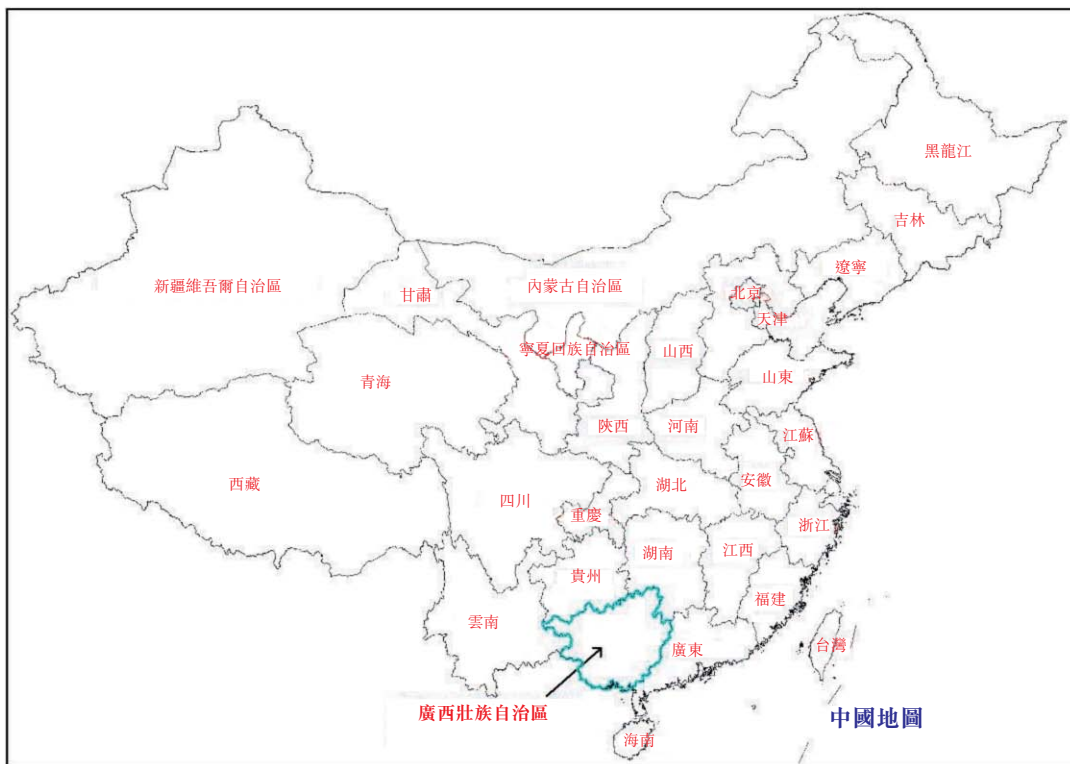 黑龍江
吉林
遼寧
新疆維吾爾自治區
甘肅
內蒙古自治區
北京
天津
寧夏回族自治區
山西
山東
青海
陝西
河南
江蘇
西藏
四川
重慶
湖北
安徽
浙江
湖南
江西
貴州
福建
雲南
廣東
台灣
廣西壯族自治區
中國地圖
海南